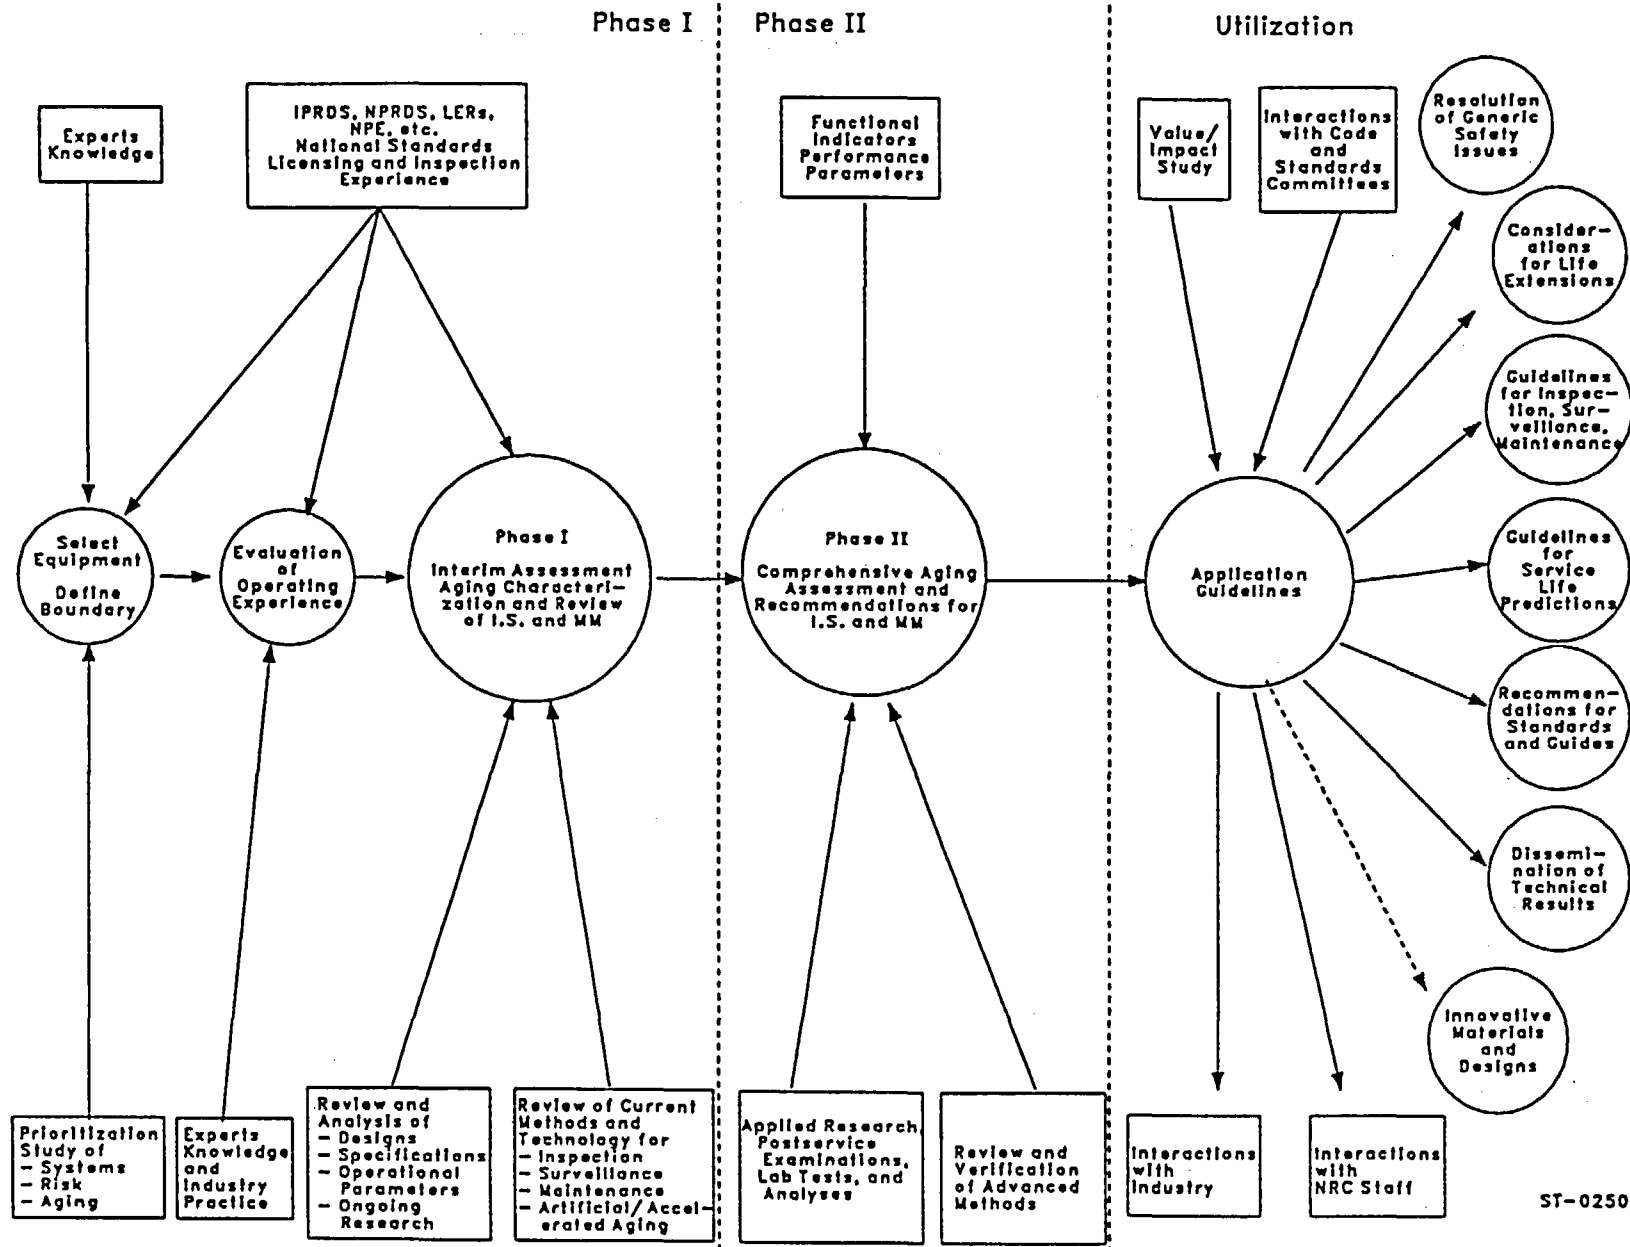 Phase I
Phase II
Utilization
Experts
Knowledge
IPRDS, NPRDS, LERs,
NPE, etc.
National Standards
Licensing and Inspection
Experience
Functional
Indicators
Performance
Parameters
Value/
Impact
Study
Interactions
with Code
and
Standards
Committees
Resolution
of Generic
Safety
Issues
Consider-
ations
for Life
Extensions
Guidelines
for Inspec-
tion, Sur-
veillance,
Maintenance
Select
Equipment
Define
Boundary
Evaluation
of
Operating
Experience
Phase I
Interim Assessment
Aging Characteri-
zation and Review
of I.S. and MM
Phase II
Comprehensive Aging
Assessment and
Recommendations for
I.S. and MM
Application
Guidelines
Guidelines
for
Service
Life
Predictions
Recommen-
dations for
Standards
and Guides
Dissemi-
nation of
Technical
Results
Innovative
Materials
and
Designs
Prioritization
Study of
- Systems
- Risk
- Aging
Experts
Knowledge
and
Industry
Practice
Review and
Analysis of
- Designs
- Specifications
- Operational
Parameters
- Ongoing
Research
Review of Current
Methods and
Technology for
- Inspection
- Surveillance
- Maintenance
- Artificial/Accel-
erated Aging
Applied Research,
Postservice
Examinations,
Lab Tests, and
Analyses
Review and
Verification
of Advanced
Methods
Interactions
with
Industry
Interactions
with
NRC Staff
ST-0250